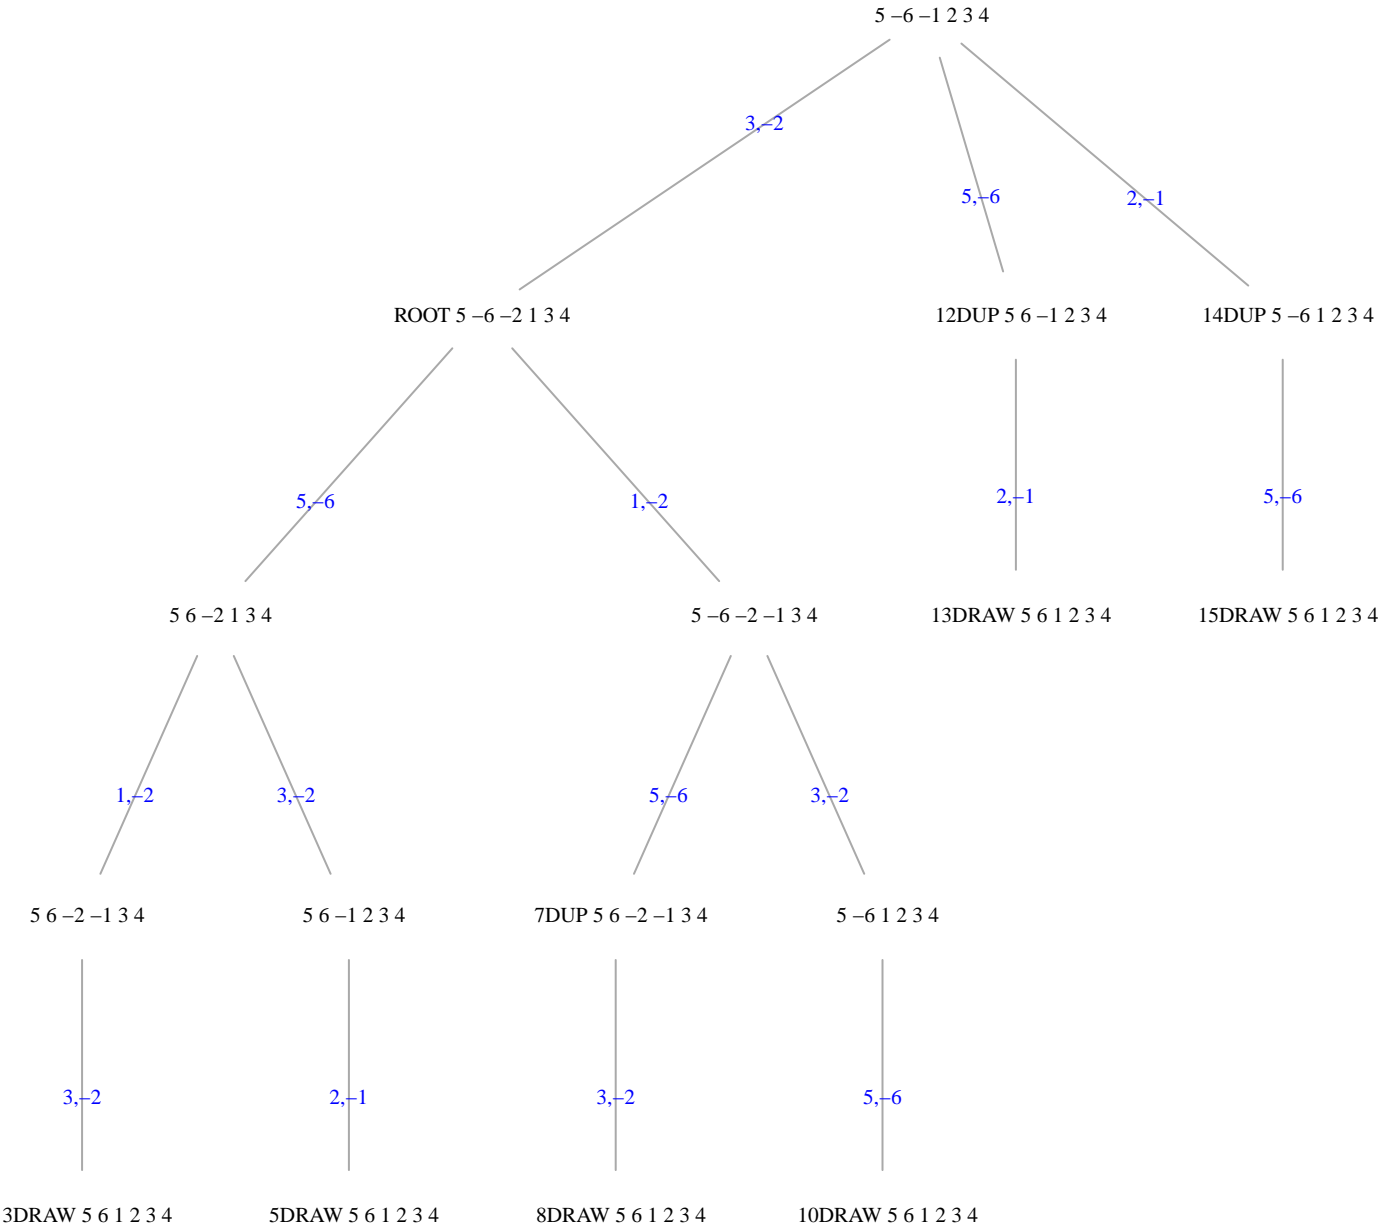 5 –6 –1 2 3 4
3,–2
5,–6
2,–1
ROOT 5 –6 –2 1 3 4
12DUP 5 6 –1 2 3 4
14DUP 5 –6 1 2 3 4
5,–6
1,–2
2,–1
5,–6
5 6 –2 1 3 4
5 –6 –2 –1 3 4
13DRAW 5 6 1 2 3 4
15DRAW 5 6 1 2 3 4
1,–2
3,–2
5,–6
3,–2
5 6 –2 –1 3 4
5 6 –1 2 3 4
7DUP 5 6 –2 –1 3 4
5 –6 1 2 3 4
3,–2
2,–1
3,–2
5,–6
3DRAW 5 6 1 2 3 4
5DRAW 5 6 1 2 3 4
8DRAW 5 6 1 2 3 4
10DRAW 5 6 1 2 3 4